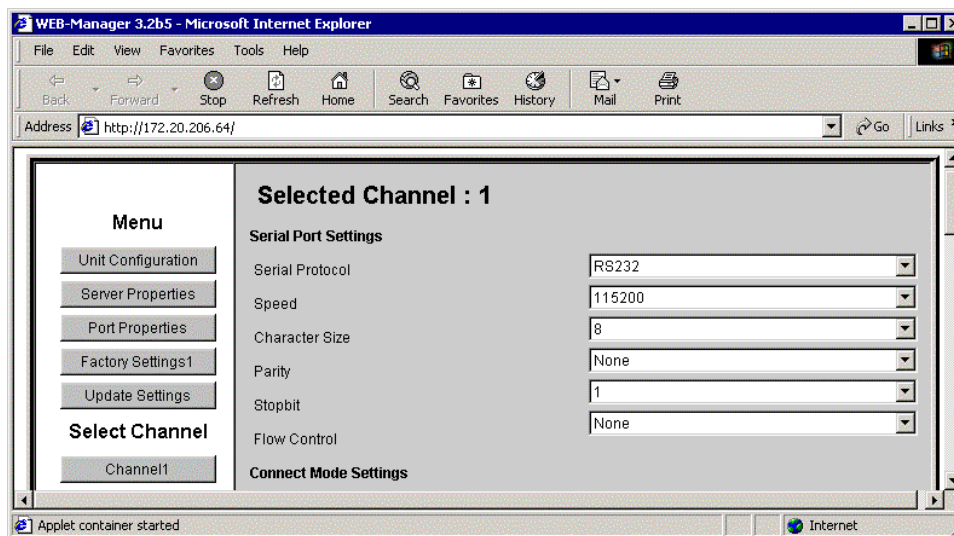 WEB-Manager 3.2b5 - Microsoft Internet Explorer
File Edit View Favorites Tools Help
Back Forward Stop Refresh Home Search Favorites History Mail Print
Address http://172.20.206.64/ Go Links
Menu
Unit Configuration
Server Properties
Port Properties
Factory Settings1
Update Settings
Select Channel
Channel1
Selected Channel : 1
Serial Port Settings
Serial Protocol RS232
Speed 115200
Character Size 8
Parity None
Stopbit 1
Flow Control None
Connect Mode Settings
Applet container started Internet